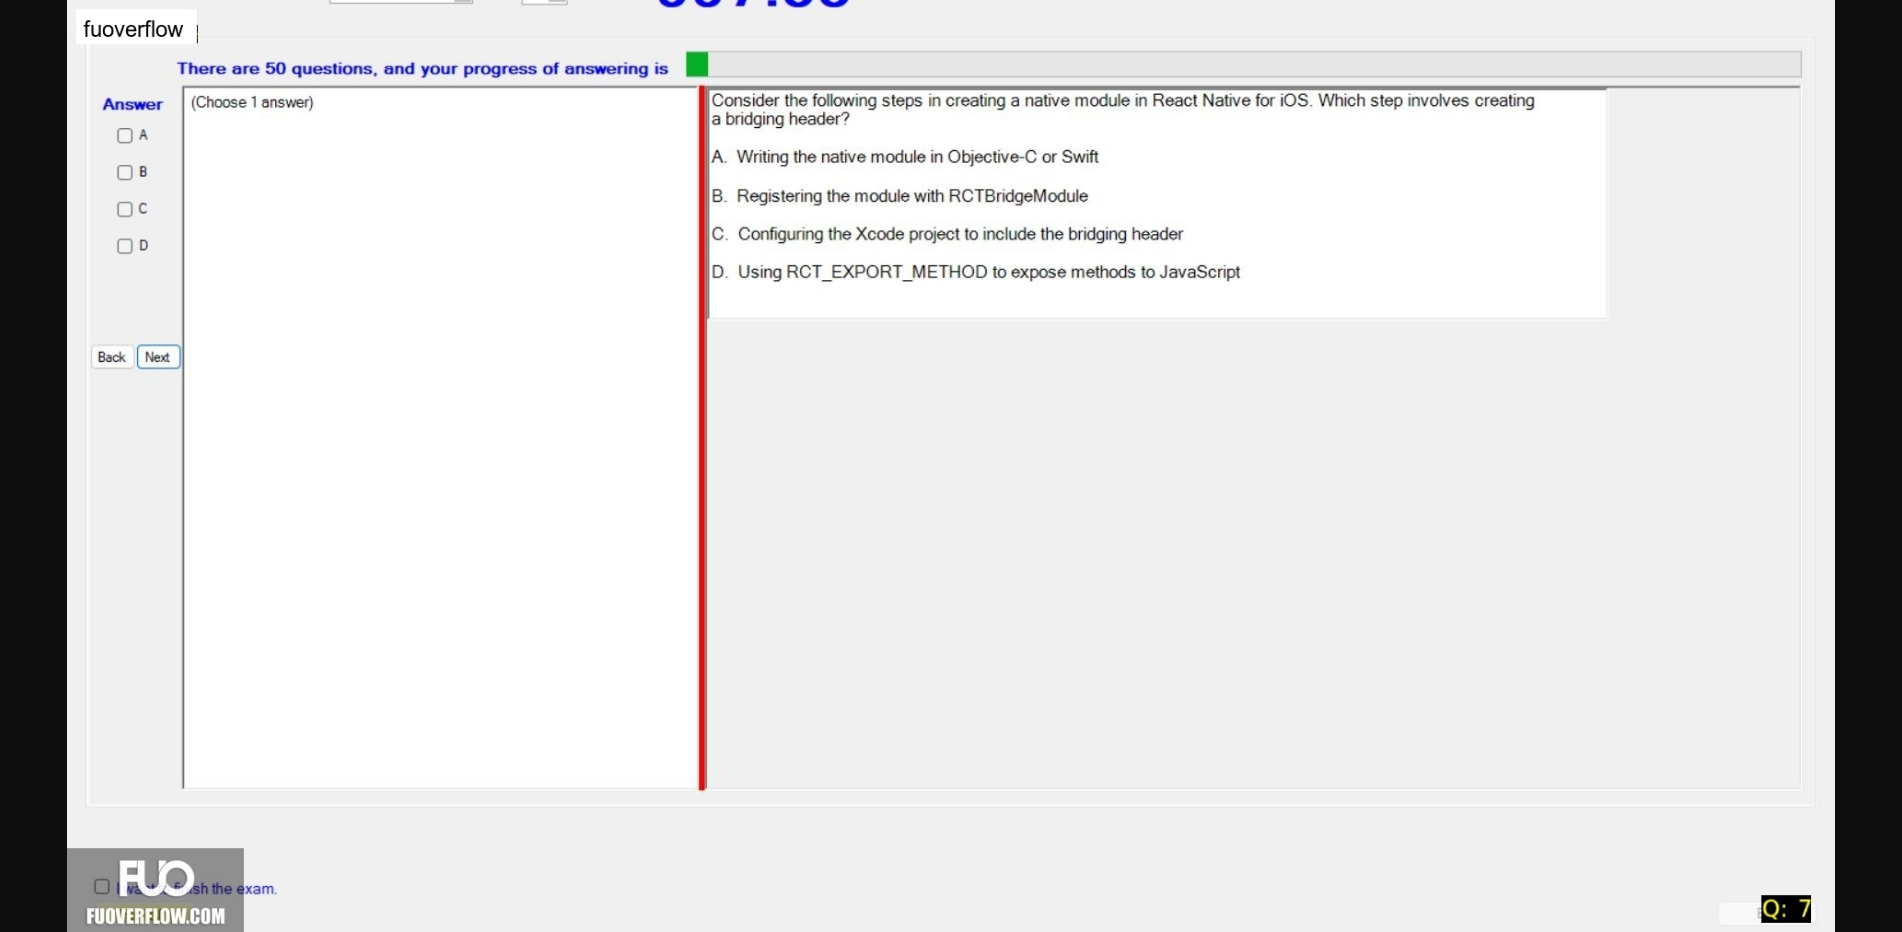 fuoverflow
There are 50 questions, and your progress of answering is
Answer
(Choose 1 answer)
A
B
C
D
Back Next
Consider the following steps in creating a native module in React Native for iOS. Which step involves creating
a bridging header?
A. Writing the native module in Objective-C or Swift
B. Registering the module with RCTBridgeModule
C. Configuring the Xcode project to include the bridging header
D. Using RCT_EXPORT_METHOD to expose methods to JavaScript
FUO
sh the exam.
FUOVERFLOW.COM
Q: 7